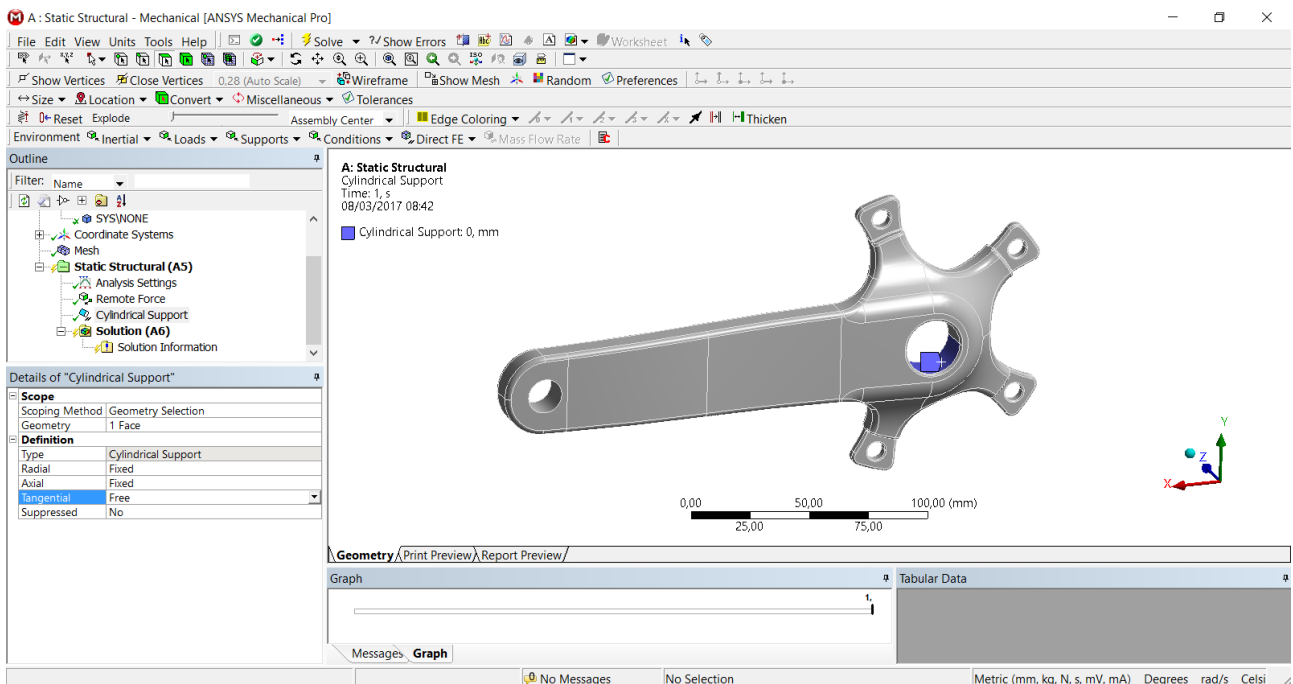 A : Static Structural - Mechanical [ANSYS Mechanical Pro]
File Edit View Units Tools Help Solve ?/ Show Errors Worksheet
Show Vertices Close Vertices 0.28 (Auto Scale) Wireframe Show Mesh Random Preferences
Size Location Convert Miscellaneous Tolerances
Reset Explode Assembly Center Edge Coloring Thicken
Environment Inertial Loads Supports Conditions Direct FE Mass Flow Rate
Outline
Filter: Name
SYS\NONE
Coordinate Systems
Mesh
Static Structural (A5)
Analysis Settings
Remote Force
Cylindrical Support
Solution (A6)
Solution Information
Details of "Cylindrical Support"
Scope
Scoping Method Geometry Selection
Geometry 1 Face
Definition
Type Cylindrical Support
Radial Fixed
Axial Fixed
Tangential Free
Suppressed No
A: Static Structural
Cylindrical Support
Time: 1, s
08/03/2017 08:42
Cylindrical Support: 0, mm
Y
Z
X
0,00 50,00 100,00 (mm)
25,00 75,00
Geometry Print Preview Report Preview
Graph
1,
Messages Graph
Tabular Data
No Messages No Selection Metric (mm, kg, N, s, mV, mA) Degrees rad/s Celsi